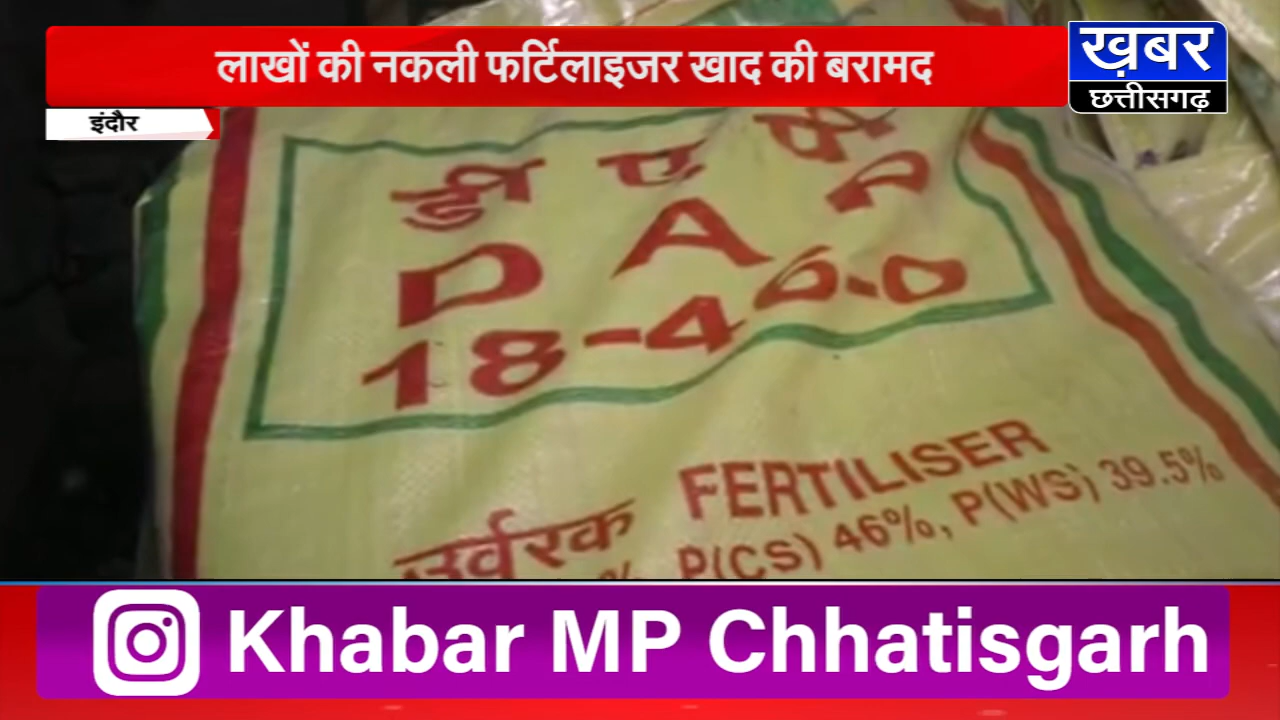 लाखों की नकली फर्टिलाइजर खाद की बरामद
ख़बर
छत्तीसगढ़
इंदौर
डी ए पी
D A P
18-46-0
उर्वरक FERTILISER
%, P(CS) 46%, P(WS) 39.5%
Khabar MP Chhatisgarh